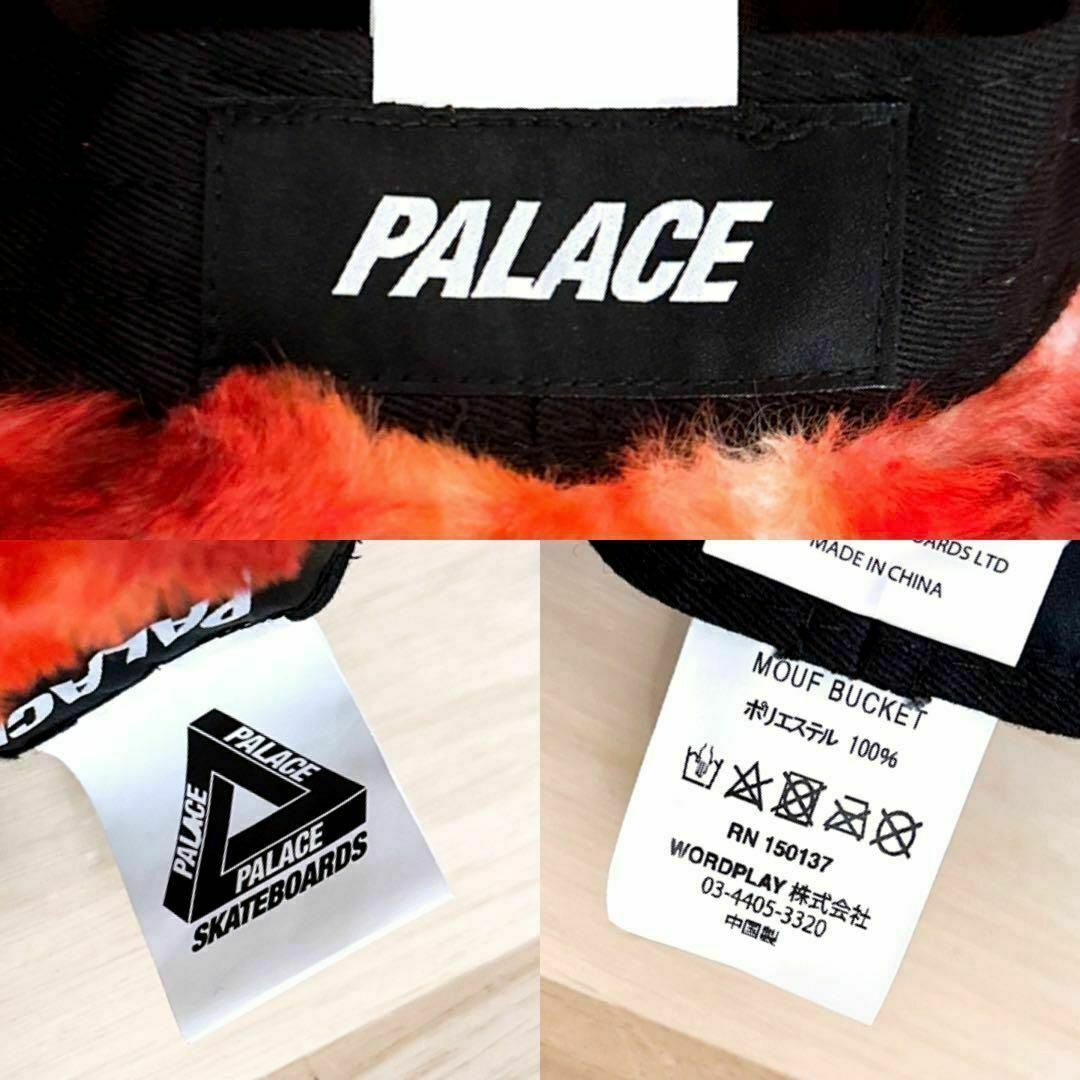 PALACE
PALACE
PALACE
PALACE
PALACE
SKATEBOARDS
ARDS LTD
MADE IN CHINA
MOUF BUCKET
ポリエステル 100%
RN 150137
WORDPLAY 株式会社
03-4405-3320
中国製